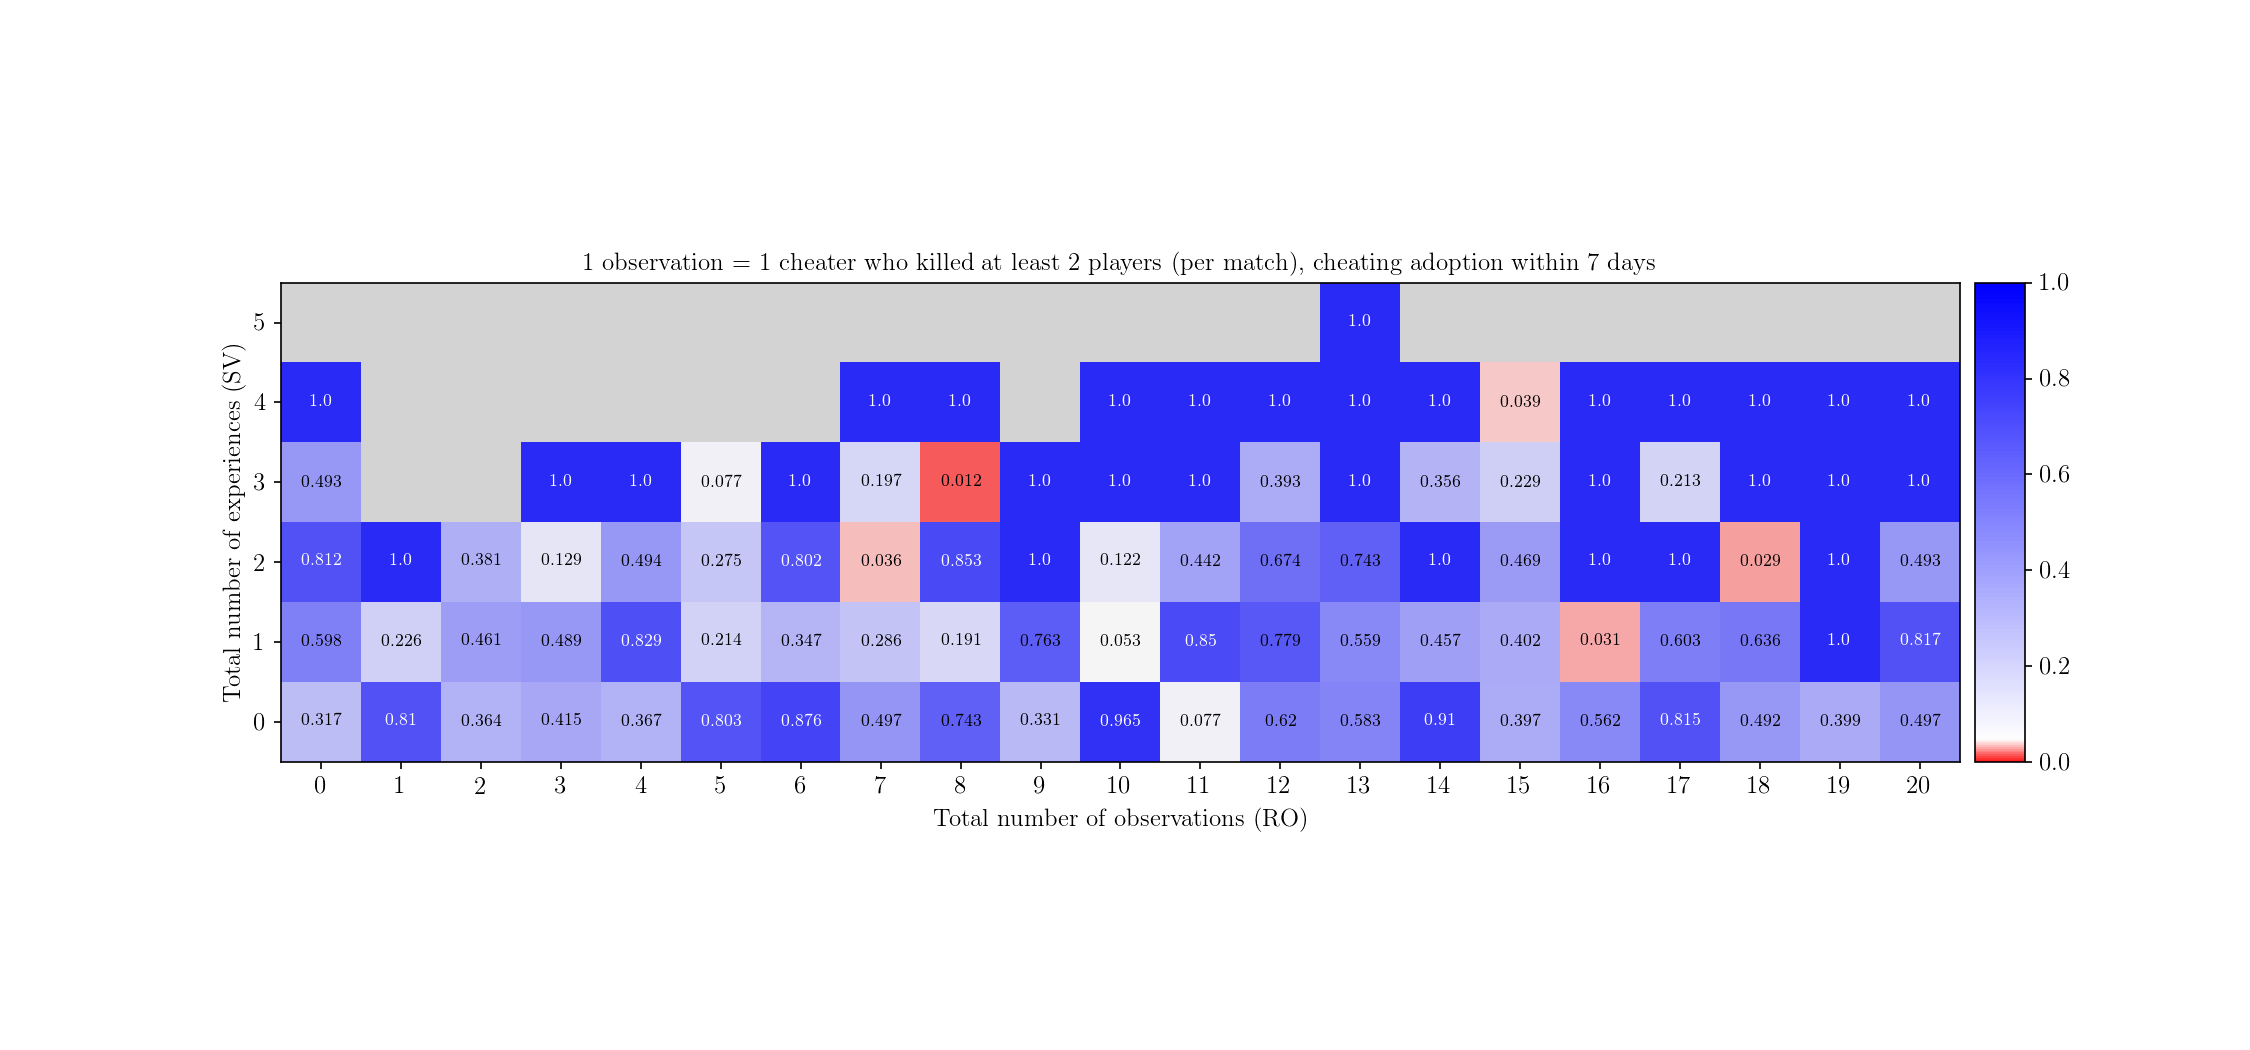 1 observation = 1 cheater who killed at least 2 players (per match), cheating adoption within 7 days
Total number of experiences (SV)
5 1.0
4 1.0 1.0 1.0 1.0 1.0 1.0 1.0 1.0 0.039 1.0 1.0 1.0 1.0 1.0
3 0.493 1.0 1.0 0.077 1.0 0.197 0.012 1.0 1.0 1.0 0.393 1.0 0.356 0.229 1.0 0.213 1.0 1.0 1.0
2 0.812 1.0 0.381 0.129 0.494 0.275 0.802 0.036 0.853 1.0 0.122 0.442 0.674 0.743 1.0 0.469 1.0 1.0 0.029 1.0 0.493
1 0.598 0.226 0.461 0.489 0.829 0.214 0.347 0.286 0.191 0.763 0.053 0.85 0.779 0.559 0.457 0.402 0.031 0.603 0.636 1.0 0.817
0 0.317 0.81 0.364 0.415 0.367 0.803 0.876 0.497 0.743 0.331 0.965 0.077 0.62 0.583 0.91 0.397 0.562 0.815 0.492 0.399 0.497
0 1 2 3 4 5 6 7 8 9 10 11 12 13 14 15 16 17 18 19 20
Total number of observations (RO)
1.0
0.8
0.6
0.4
0.2
0.0